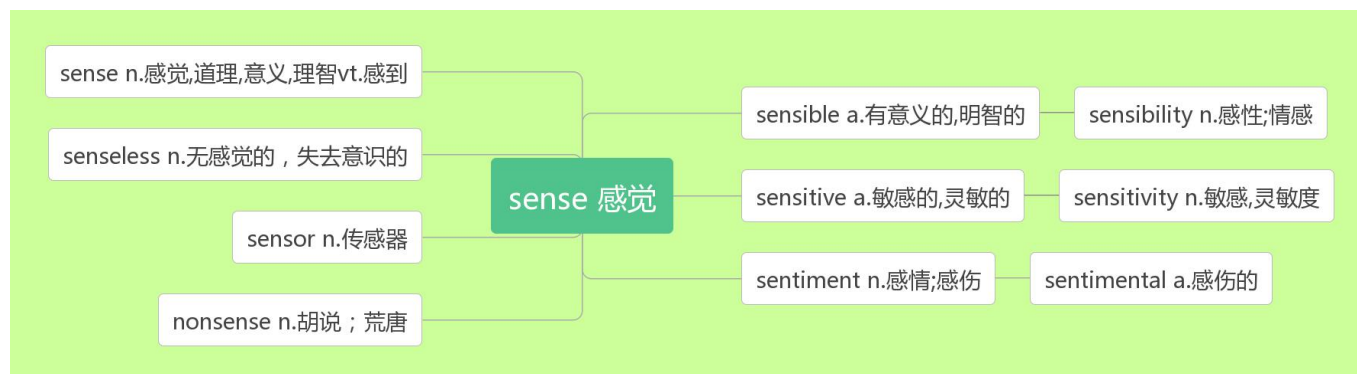 sense n.感觉,道理,意义,理智vt.感到
senseless n.无感觉的，失去意识的
sensor n.传感器
nonsense n.胡说；荒唐
sense 感觉
sensible a.有意义的,明智的
sensibility n.感性;情感
sensitive a.敏感的,灵敏的
sensitivity n.敏感,灵敏度
sentiment n.感情;感伤
sentimental a.感伤的